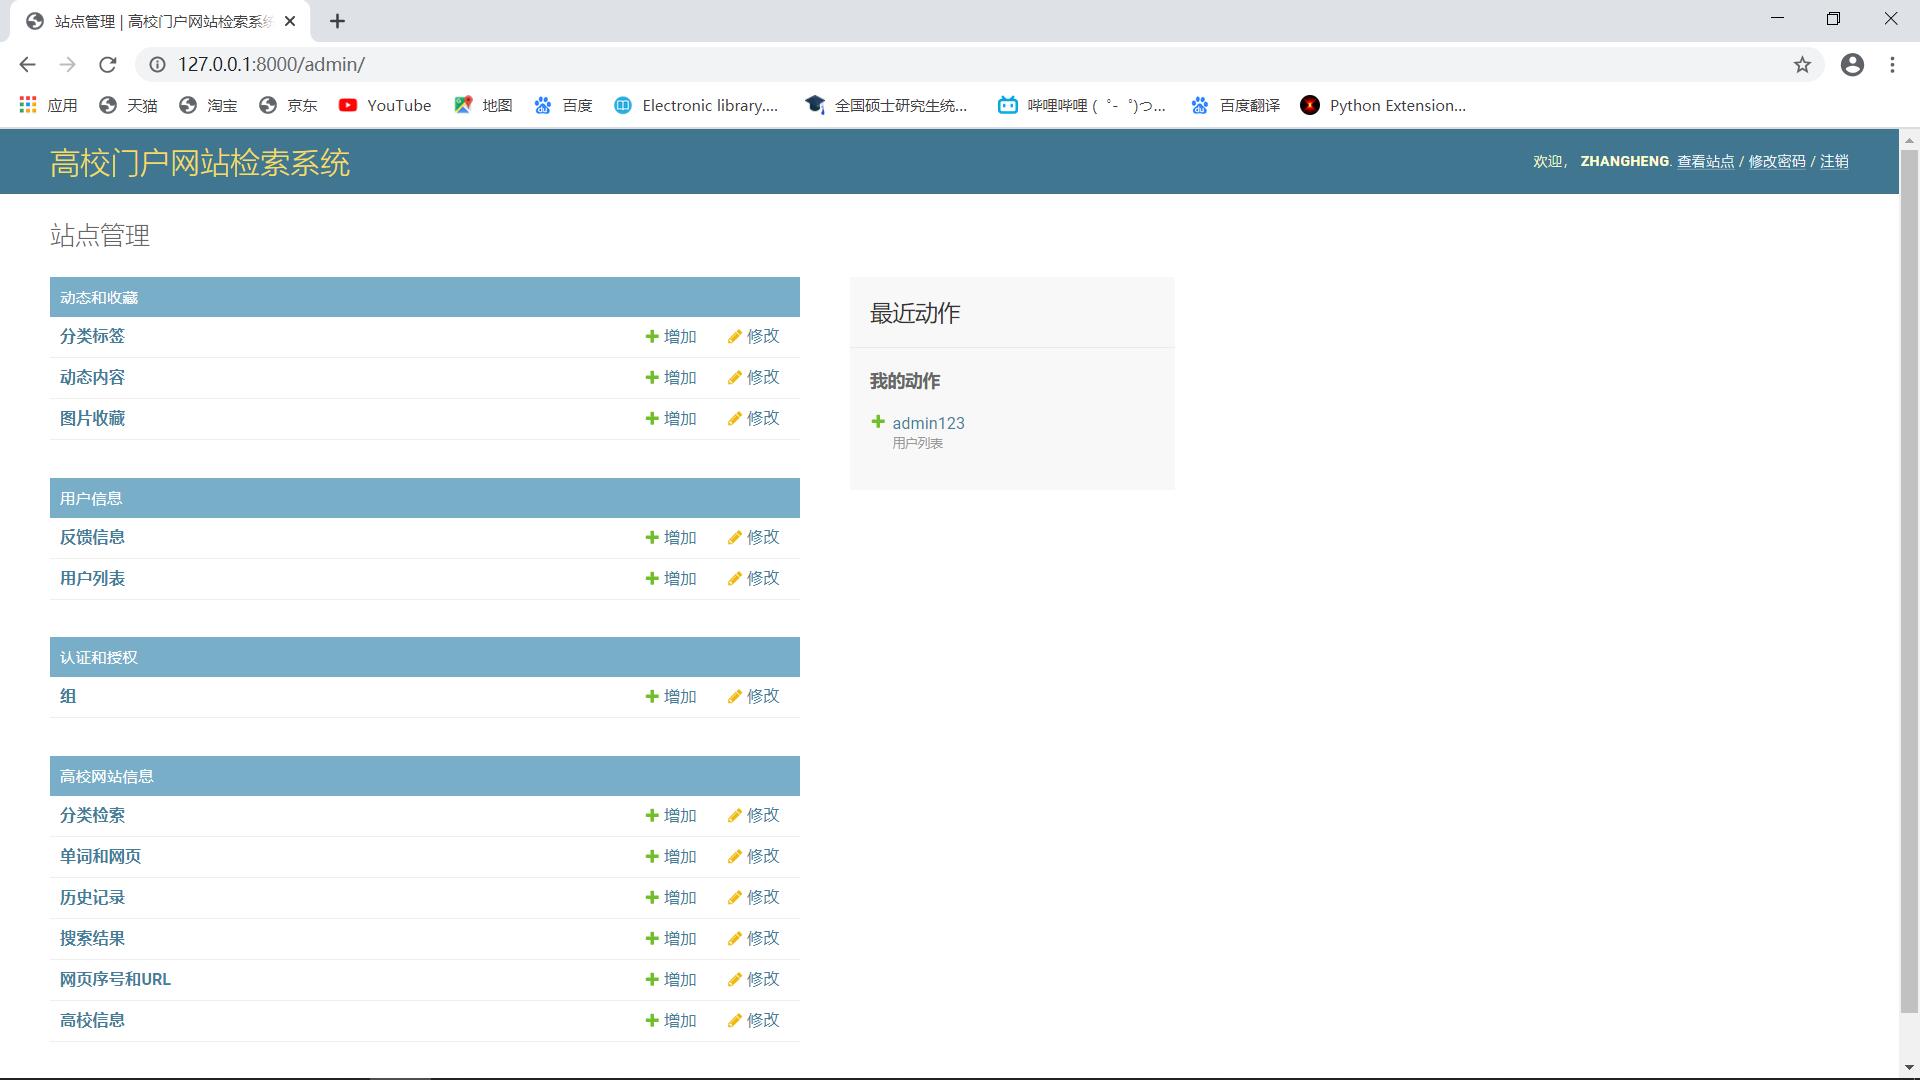 站点管理 | 高校门户网站检索系
127.0.0.1:8000/admin/
应用 天猫 淘宝 京东 YouTube 地图 百度 Electronic library.... 全国硕士研究生统... 哔哩哔哩 ( ゜- ゜)つ... 百度翻译 Python Extension...
高校门户网站检索系统
欢迎， ZHANGHENG. 查看站点 / 修改密码 / 注销
站点管理
动态和收藏
分类标签 增加 修改
动态内容 增加 修改
图片收藏 增加 修改
用户信息
反馈信息 增加 修改
用户列表 增加 修改
认证和授权
组 增加 修改
高校网站信息
分类检索 增加 修改
单词和网页 增加 修改
历史记录 增加 修改
搜索结果 增加 修改
网页序号和URL 增加 修改
高校信息 增加 修改
最近动作
我的动作
admin123
用户列表